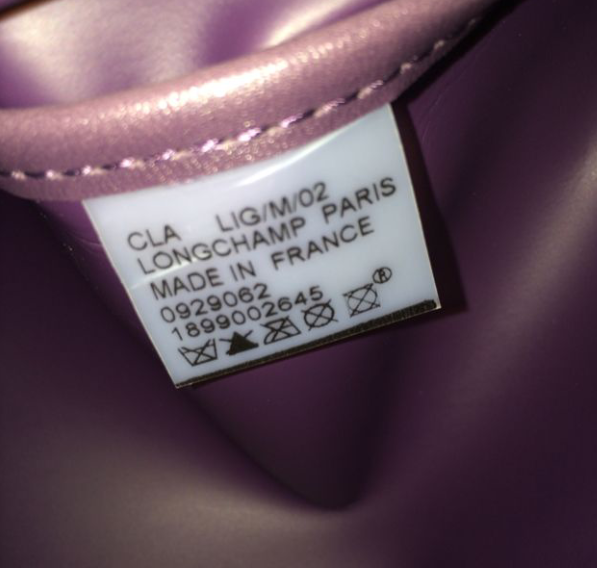 CLA LIG/M/02
LONGCHAMP PARIS
MADE IN FRANCE
0929062
1899002645
®